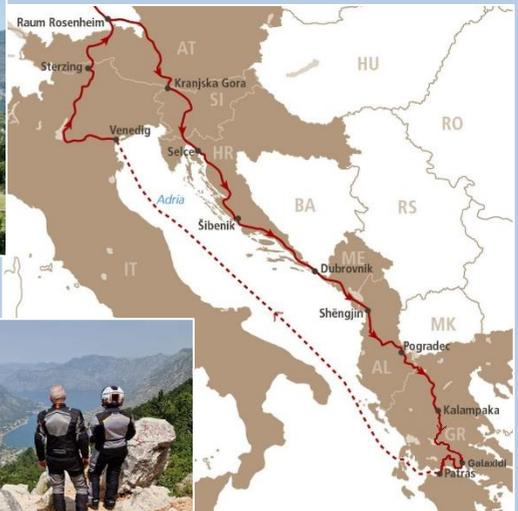 Raum Rosenheim
AT
HU
Sterzing
Kranjska Gora
SI
RO
Venedig
Selce
HR
Adria
BA
RS
Šibenik
IT
ME
Dubrovnik
Shëngjin
MK
Pogradec
AL
Kalampaka
GR
Galaxidi
Patras